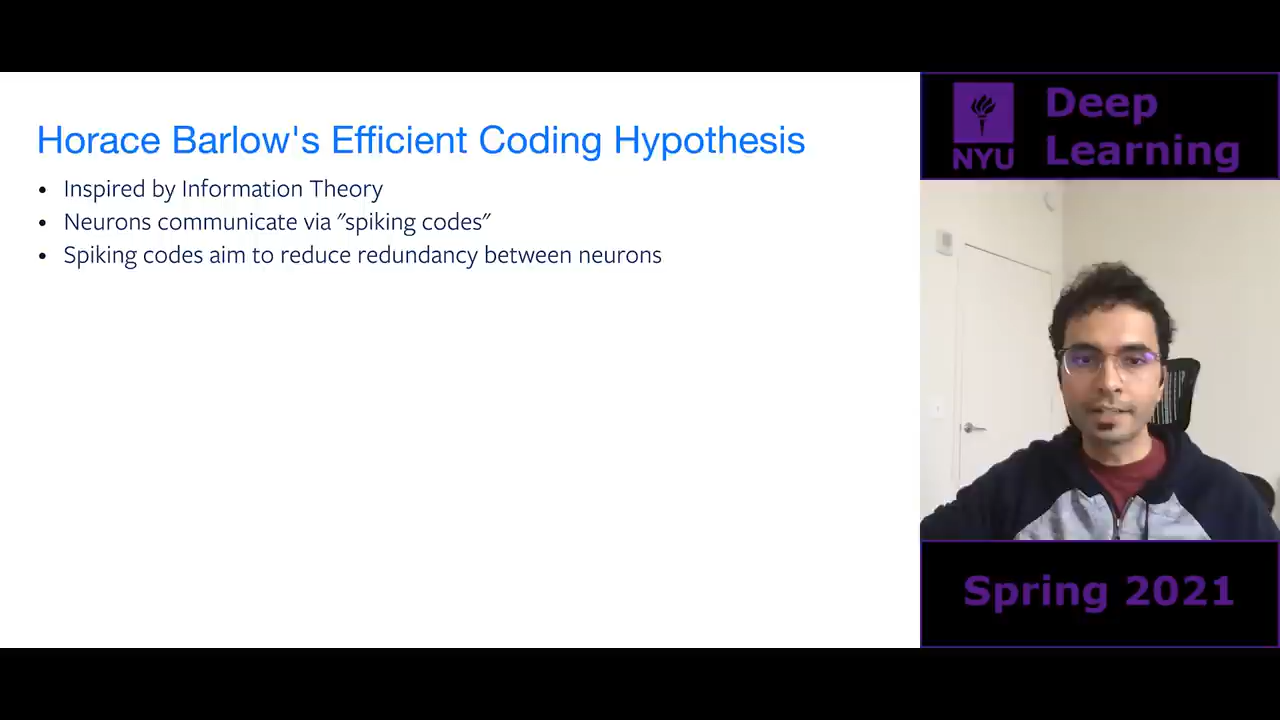 Horace Barlow's Efficient Coding Hypothesis
• Inspired by Information Theory
• Neurons communicate via "spiking codes"
• Spiking codes aim to reduce redundancy between neurons
NYU
Deep
Learning
Spring 2021